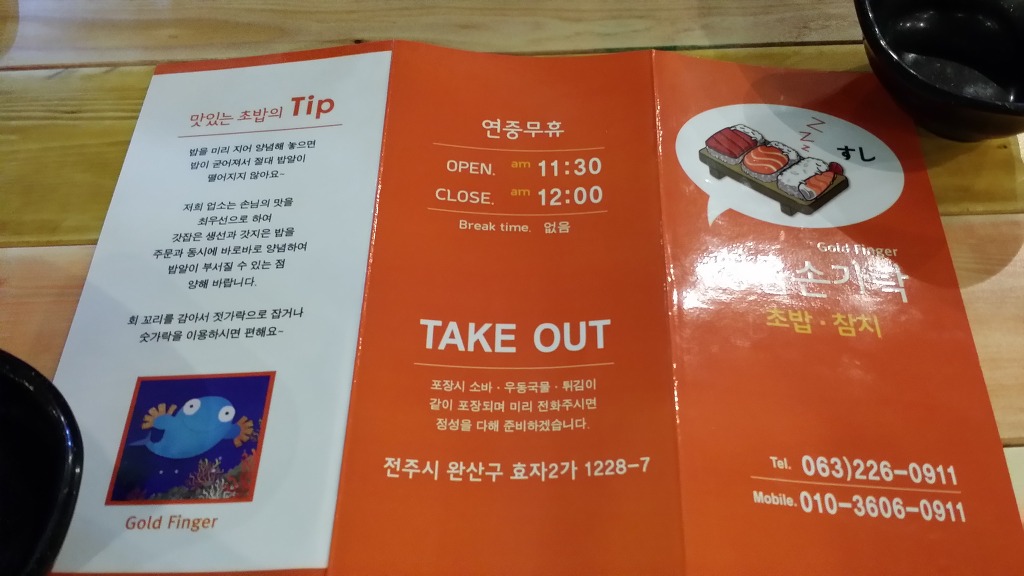 맛있는 초밥의 Tip
밥을 미리 지어 양념해 놓으면
밥이 굳어져서 절대 밥알이
떨어지지 않아요~
저희 업소는 손님의 맛을
최우선으로 하여
갓잡은 생선과 갓지은 밥을
주문과 동시에 바로바로 양념하여
밥알이 부서질 수 있는 점
양해 바랍니다.
회 꼬리를 감아서 젓가락으로 잡거나
숫가락을 이용하시면 편해요~
Gold Finger
연중무휴
OPEN. am 11:30
CLOSE. am 12:00
Break time. 없음
TAKE OUT
포장시 소바 · 우동국물 · 튀김이
같이 포장되며 미리 전화주시면
정성을 다해 준비하겠습니다.
전주시 완산구 효자2가 1228-7
zzz
すし
Gold Finger
손가락
초밥 · 참치
Tel. 063)226-0911
Mobile. 010-3606-0911